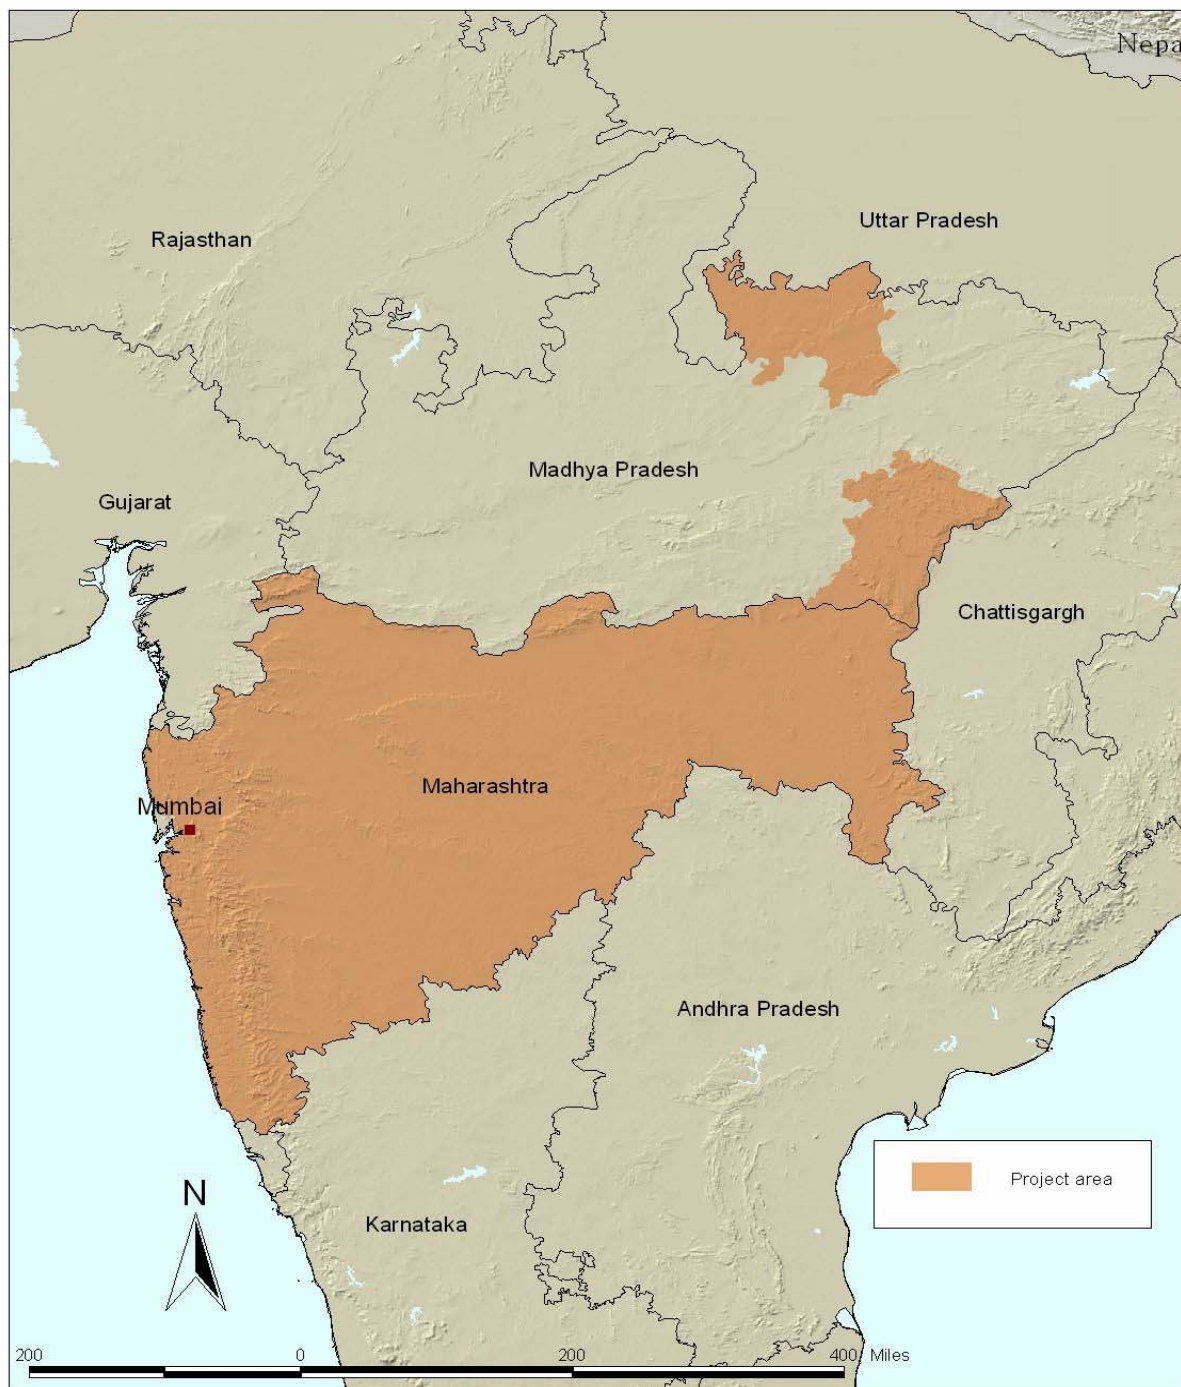 Nepa
Uttar Pradesh
Rajasthan
Madhya Pradesh
Gujarat
Chattisgargh
Maharashtra
Mumbai
Andhra Pradesh
Project area
N
Karnataka
200 0 200 400 Miles